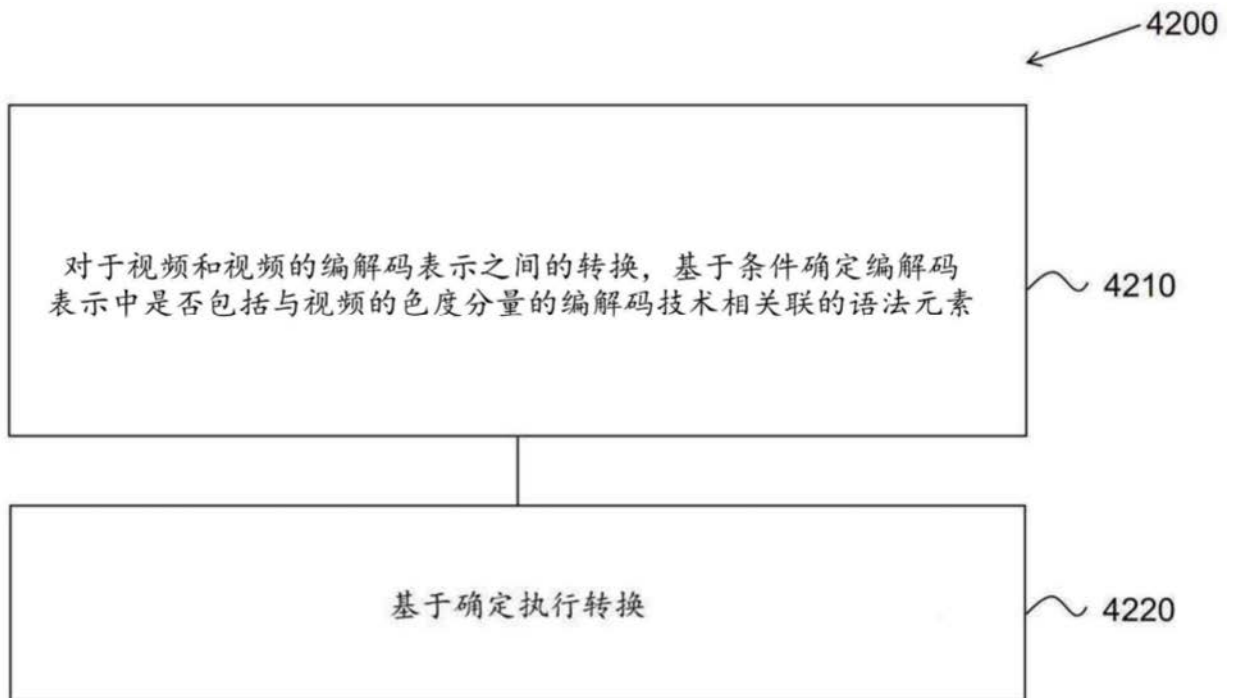 4200
对于视频和视频的编解码表示之间的转换，基于条件确定编解码
表示中是否包括与视频的色度分量的编解码技术相关联的语法元素
4210
基于确定执行转换
4220